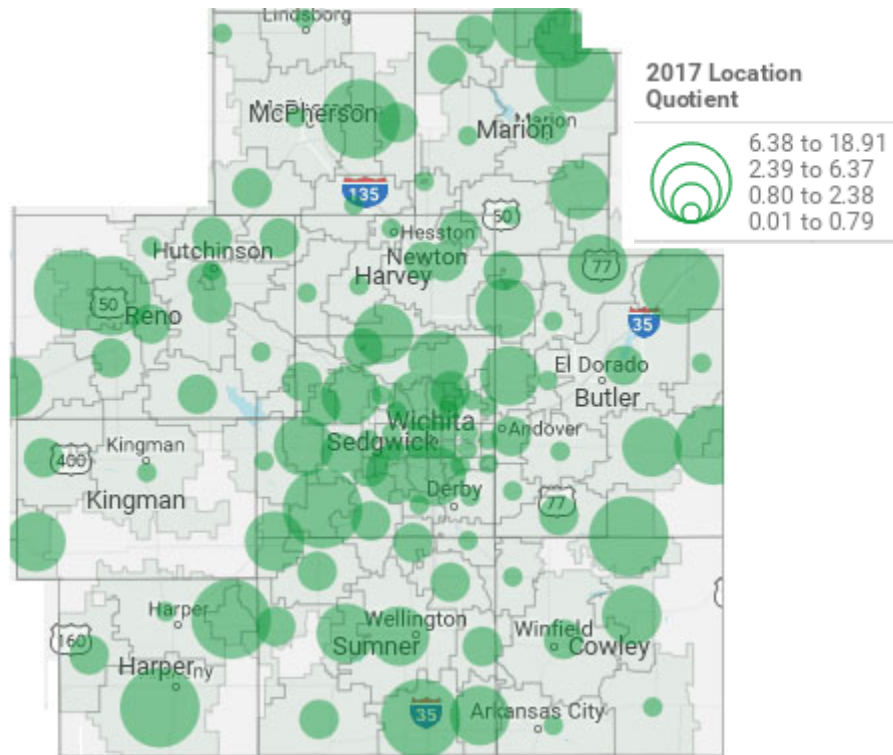 Lindsborg
McPherson
Marion
Marion
135
50
Hesston
Newton
Harvey
Hutchinson
50
Reno
77
35
El Dorado
Butler
Wichita
Sedgwick
Andover
Kingman
400
Kingman
Derby
77
Harper
160
Harper
ny
Wellington
Sumner
Winfield
Cowley
35
Arkansas City
2017 Location
Quotient
6.38 to 18.91
2.39 to 6.37
0.80 to 2.38
0.01 to 0.79